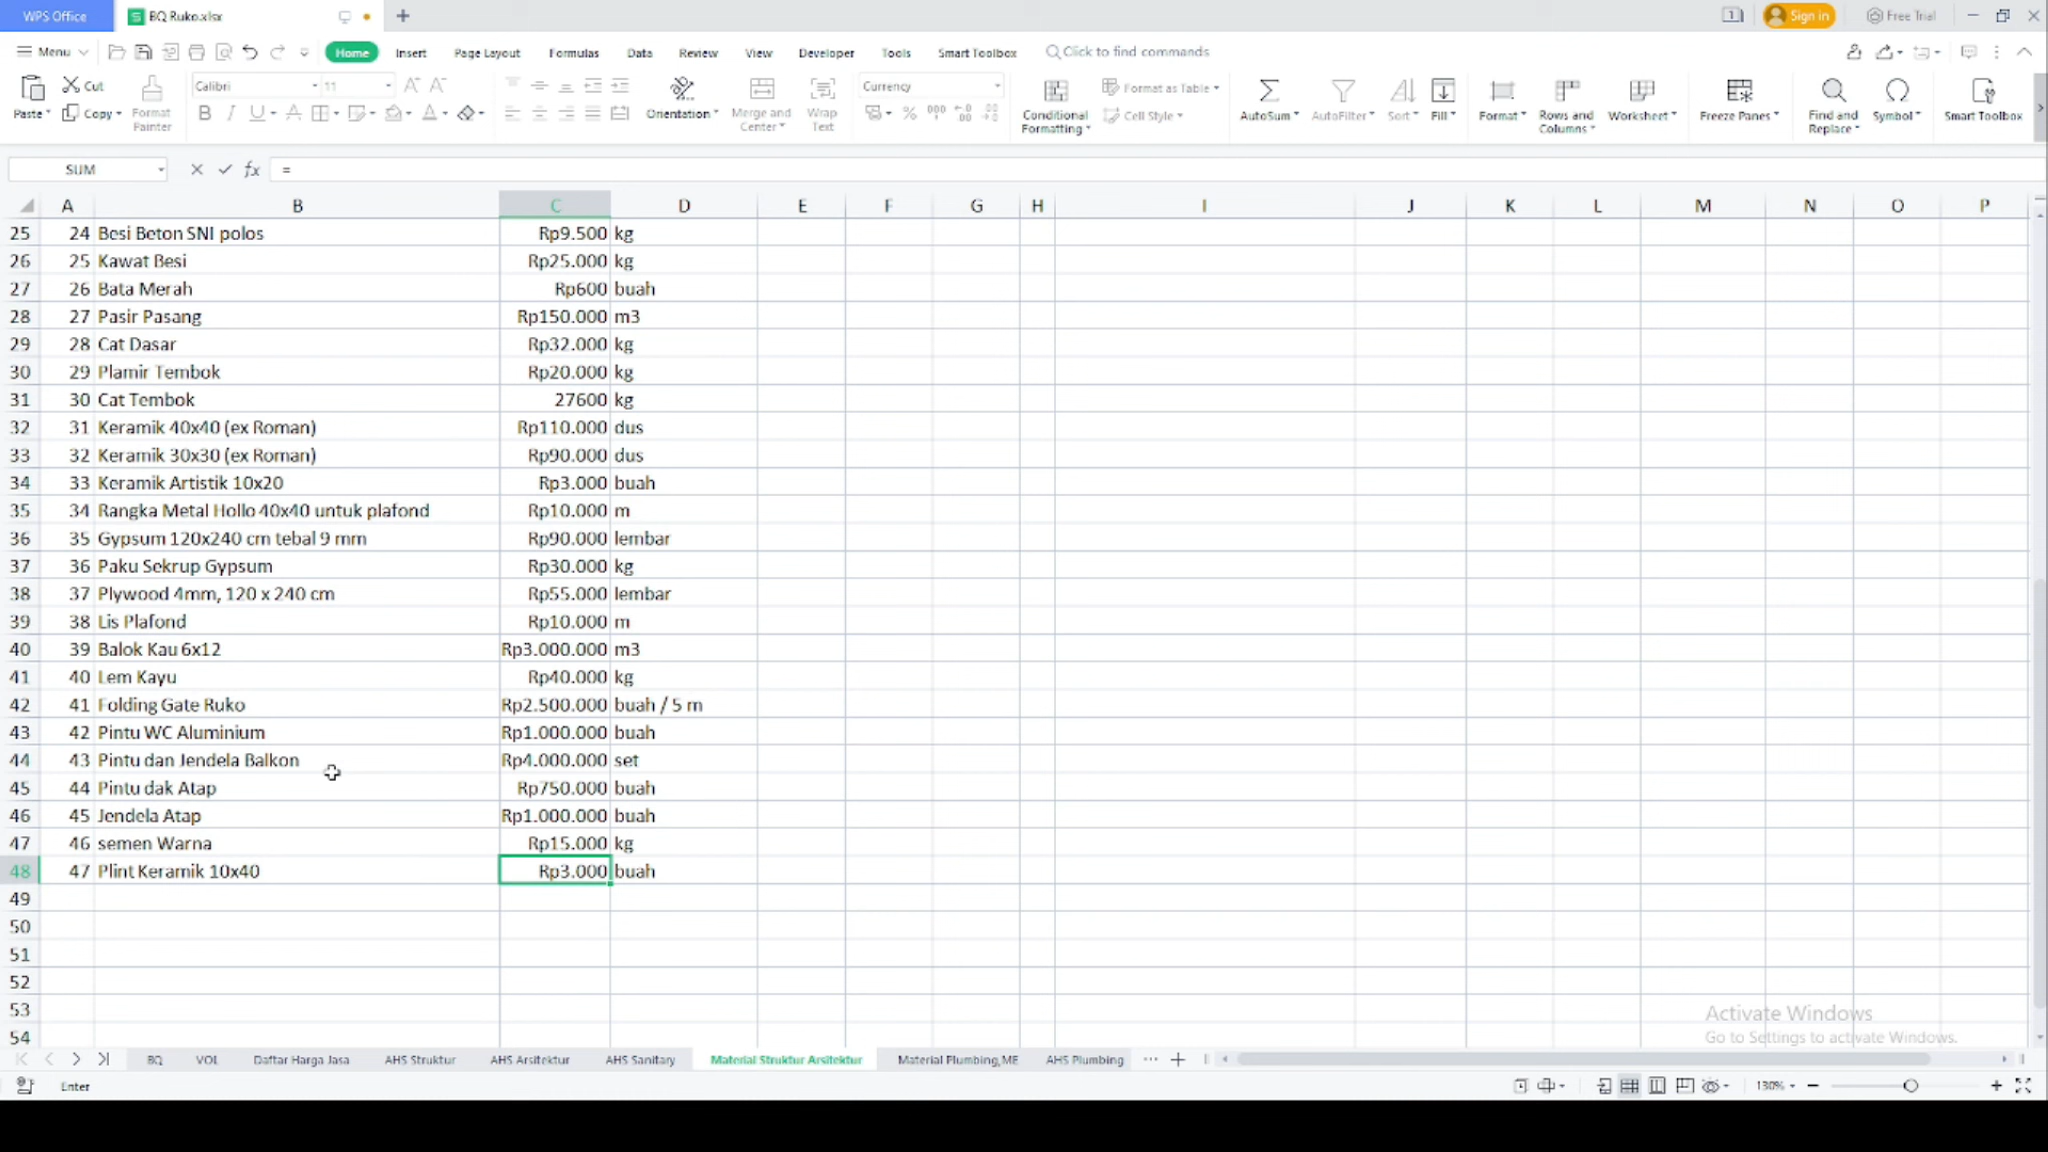 WPS Office BQ Ruko.xlsx 1 Sign in Free Trial
Menu Home Insert Page Layout Formulas Data Review View Developer Tools Smart Toolbox Click to find commands
Paste Cut Copy Format Painter Calibri 11 B I U A Orientation Merge and Center Wrap Text Currency % 000 Conditional Formatting Format as Table Cell Style AutoSum AutoFilter Sort Fill Format Rows and Columns Worksheet Freeze Panes Find and Replace Symbol Smart Toolbox
SUM fx =
A B C D E F G H I J K L M N O P
25 24 Besi Beton SNI polos Rp9.500 kg
26 25 Kawat Besi Rp25.000 kg
27 26 Bata Merah Rp600 buah
28 27 Pasir Pasang Rp150.000 m3
29 28 Cat Dasar Rp32.000 kg
30 29 Plamir Tembok Rp20.000 kg
31 30 Cat Tembok 27600 kg
32 31 Keramik 40x40 (ex Roman) Rp110.000 dus
33 32 Keramik 30x30 (ex Roman) Rp90.000 dus
34 33 Keramik Artistik 10x20 Rp3.000 buah
35 34 Rangka Metal Hollo 40x40 untuk plafond Rp10.000 m
36 35 Gypsum 120x240 cm tebal 9 mm Rp90.000 lembar
37 36 Paku Sekrup Gypsum Rp30.000 kg
38 37 Plywood 4mm, 120 x 240 cm Rp55.000 lembar
39 38 Lis Plafond Rp10.000 m
40 39 Balok Kau 6x12 Rp3.000.000 m3
41 40 Lem Kayu Rp40.000 kg
42 41 Folding Gate Ruko Rp2.500.000 buah / 5 m
43 42 Pintu WC Aluminium Rp1.000.000 buah
44 43 Pintu dan Jendela Balkon Rp4.000.000 set
45 44 Pintu dak Atap Rp750.000 buah
46 45 Jendela Atap Rp1.000.000 buah
47 46 semen Warna Rp15.000 kg
48 47 Plint Keramik 10x40 Rp3.000 buah
49
50
51
52
53
54
Activate Windows
Go to Settings to activate Windows.
BQ VOL Daftar Harga Jasa AHS Struktur AHS Arsitektur AHS Sanitary Material Struktur Arsitektur Material Plumbing,ME AHS Plumbing ...
Enter 130%